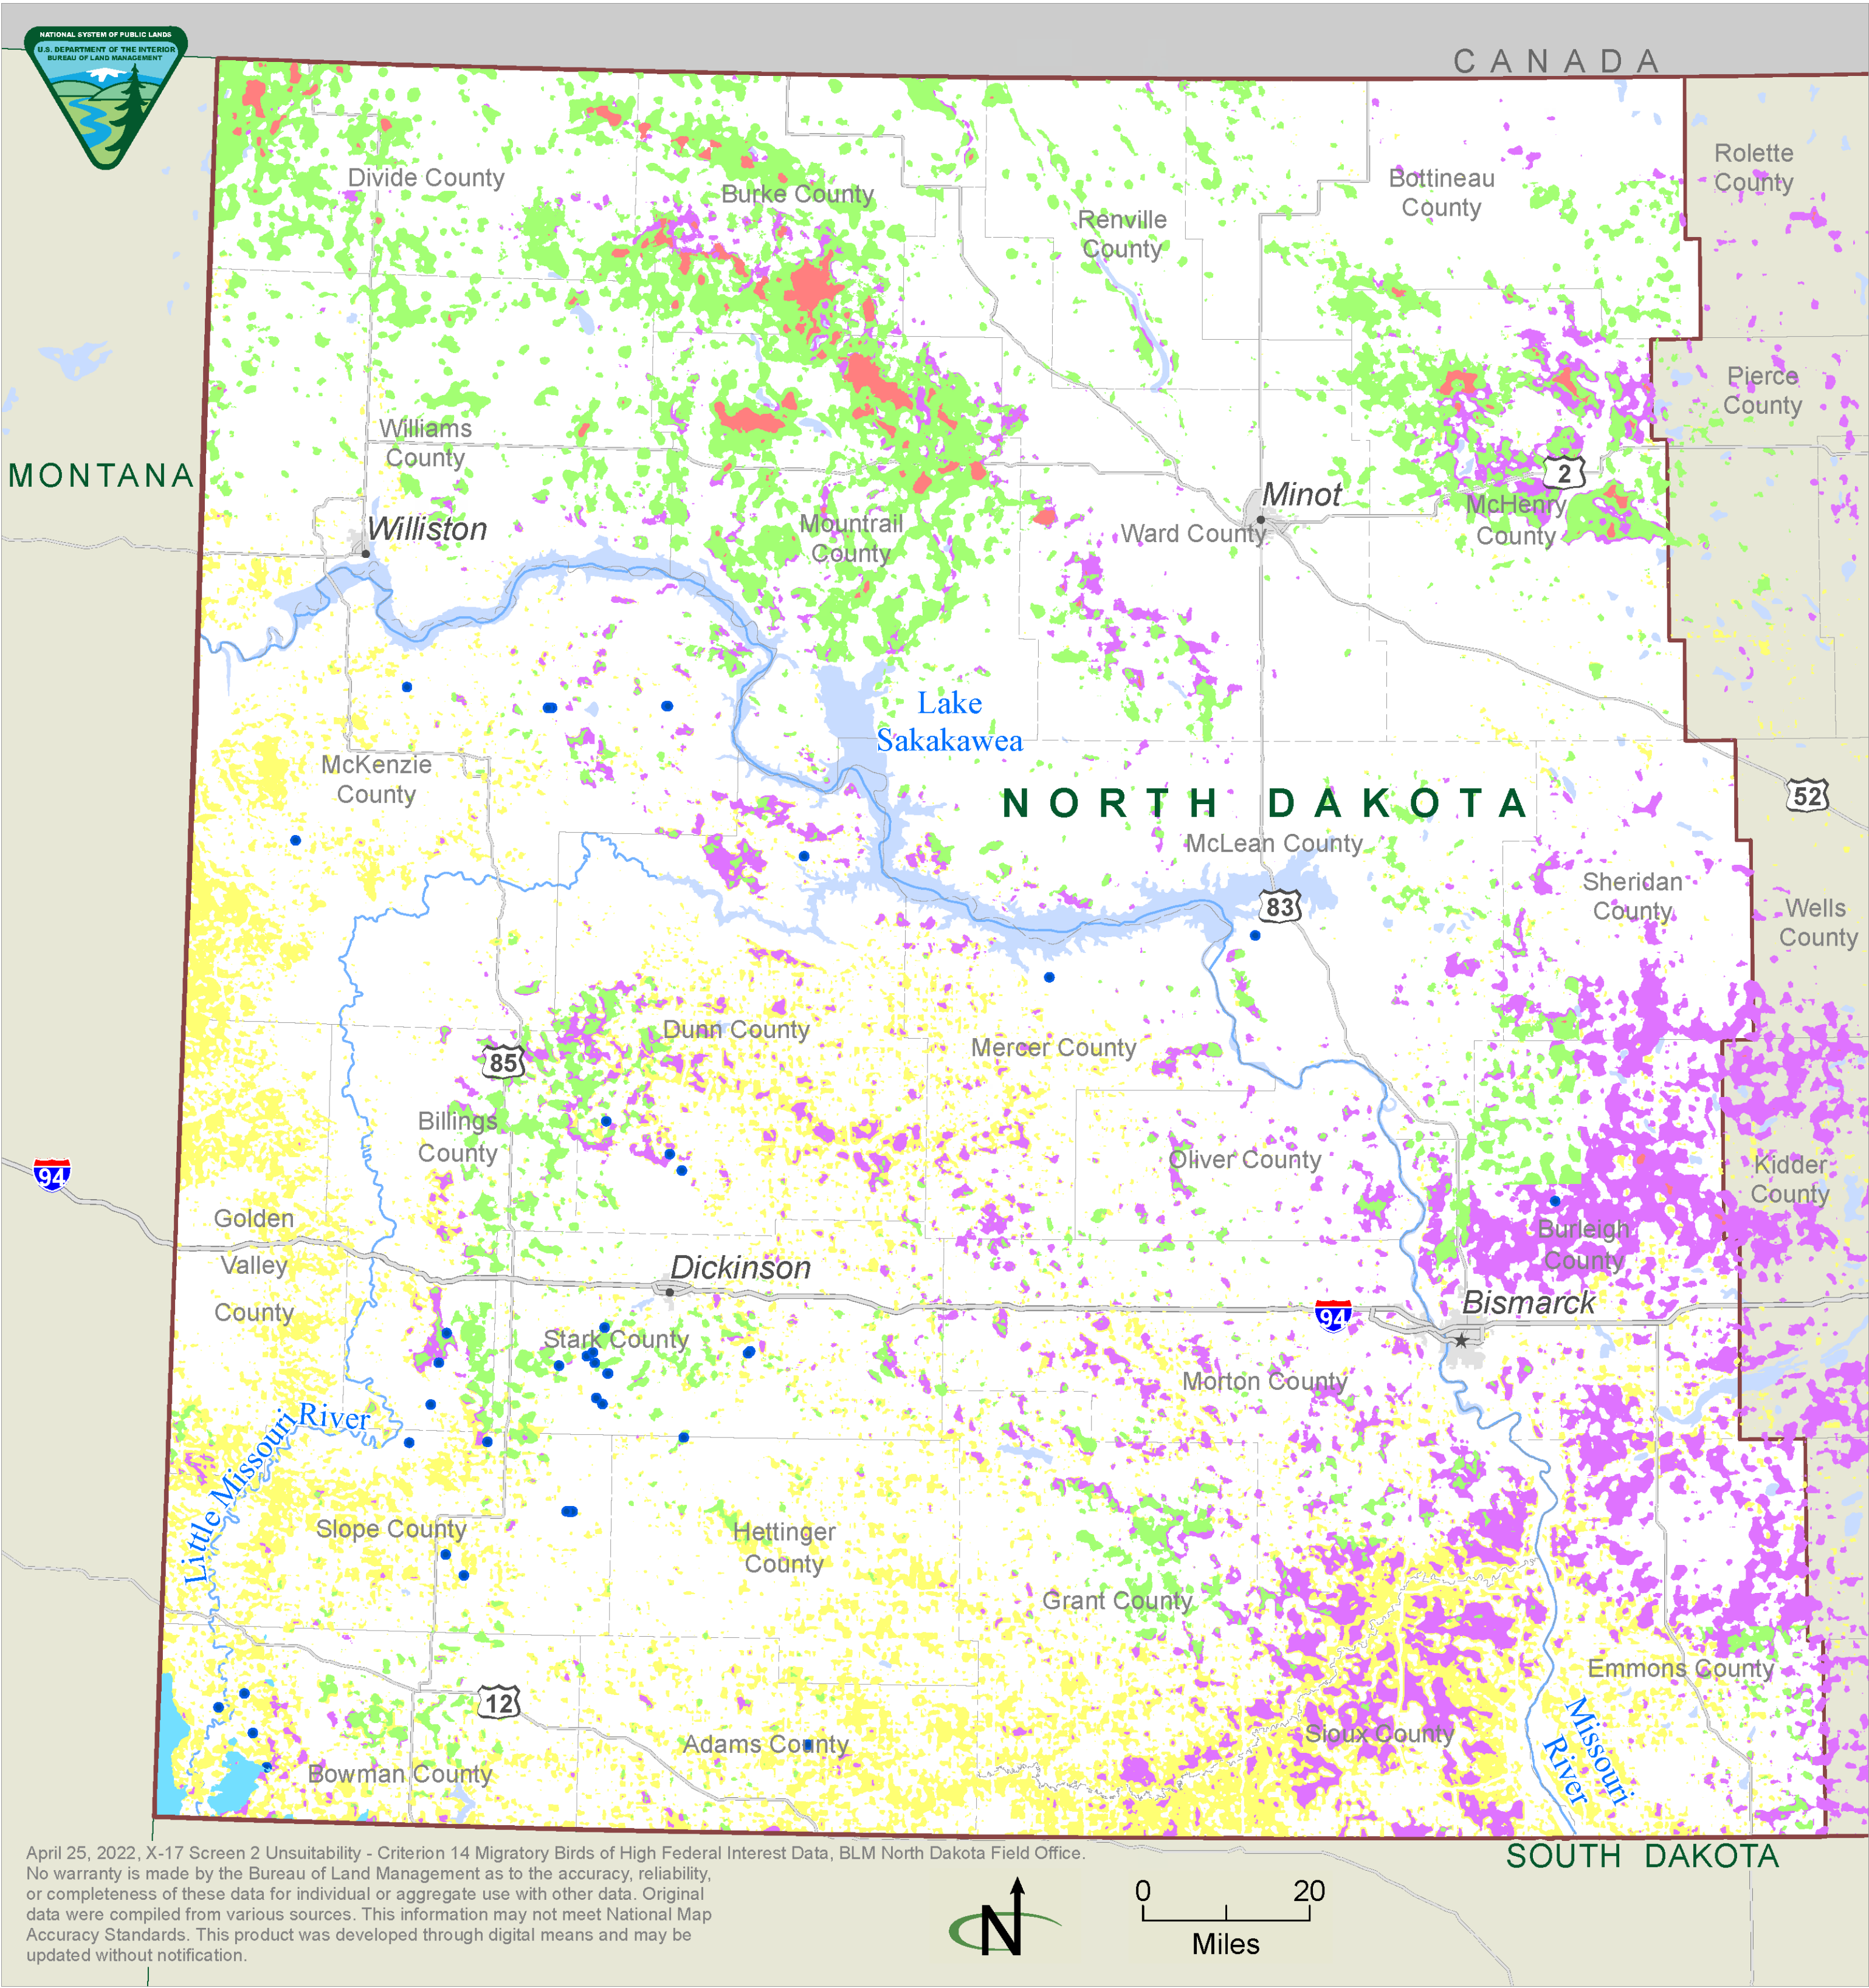 NATIONAL SYSTEM OF PUBLIC LANDS
U.S. DEPARTMENT OF THE INTERIOR
BUREAU OF LAND MANAGEMENT
CANADA
Rolette
County
Divide County
Burke County
Bottineau
County
Renville
County
Pierce
County
Williams
County
MONTANA
2
Minot
McHenry
County
Williston
Mountrail
County
Ward County
Lake
Sakakawea
McKenzie
County
NORTH DAKOTA
52
McLean County
Sheridan
County
83
Wells
County
Dunn County
Mercer County
85
Billings
County
Oliver County
94
Kidder
County
Golden
Valley
County
Burleigh
County
Dickinson
Bismarck
94
Stark County
Morton County
Little Missouri River
Slope County
Hettinger
County
Grant County
Emmons County
12
Sioux County
Missouri
River
Adams County
Bowman County
SOUTH DAKOTA
April 25, 2022, X-17 Screen 2 Unsuitability - Criterion 14 Migratory Birds of High Federal Interest Data, BLM North Dakota Field Office.
No warranty is made by the Bureau of Land Management as to the accuracy, reliability,
or completeness of these data for individual or aggregate use with other data. Original
data were compiled from various sources. This information may not meet National Map
Accuracy Standards. This product was developed through digital means and may be
updated without notification.
N
0 20
Miles